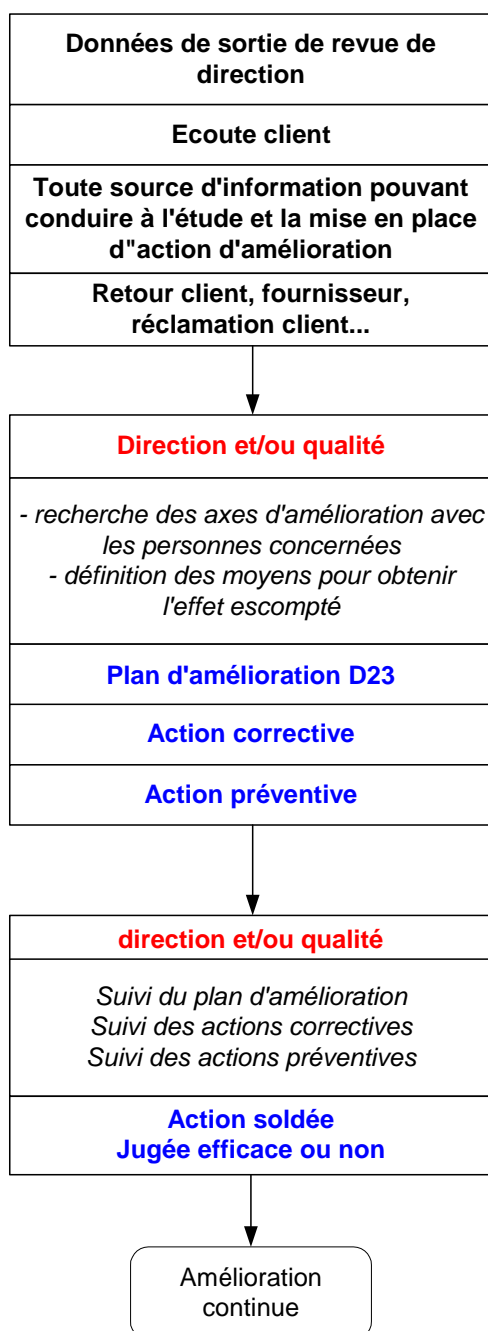 Données de sortie de revue de
direction
Ecoute client
Toute source d'information pouvant
conduire à l'étude et la mise en place
d"action d'amélioration
Retour client, fournisseur,
réclamation client...
Direction et/ou qualité
- recherche des axes d'amélioration avec
les personnes concernées
- définition des moyens pour obtenir
l'effet escompté
Plan d'amélioration D23
Action corrective
Action préventive
direction et/ou qualité
Suivi du plan d'amélioration
Suivi des actions correctives
Suivi des actions préventives
Action soldée
Jugée efficace ou non
Amélioration
continue